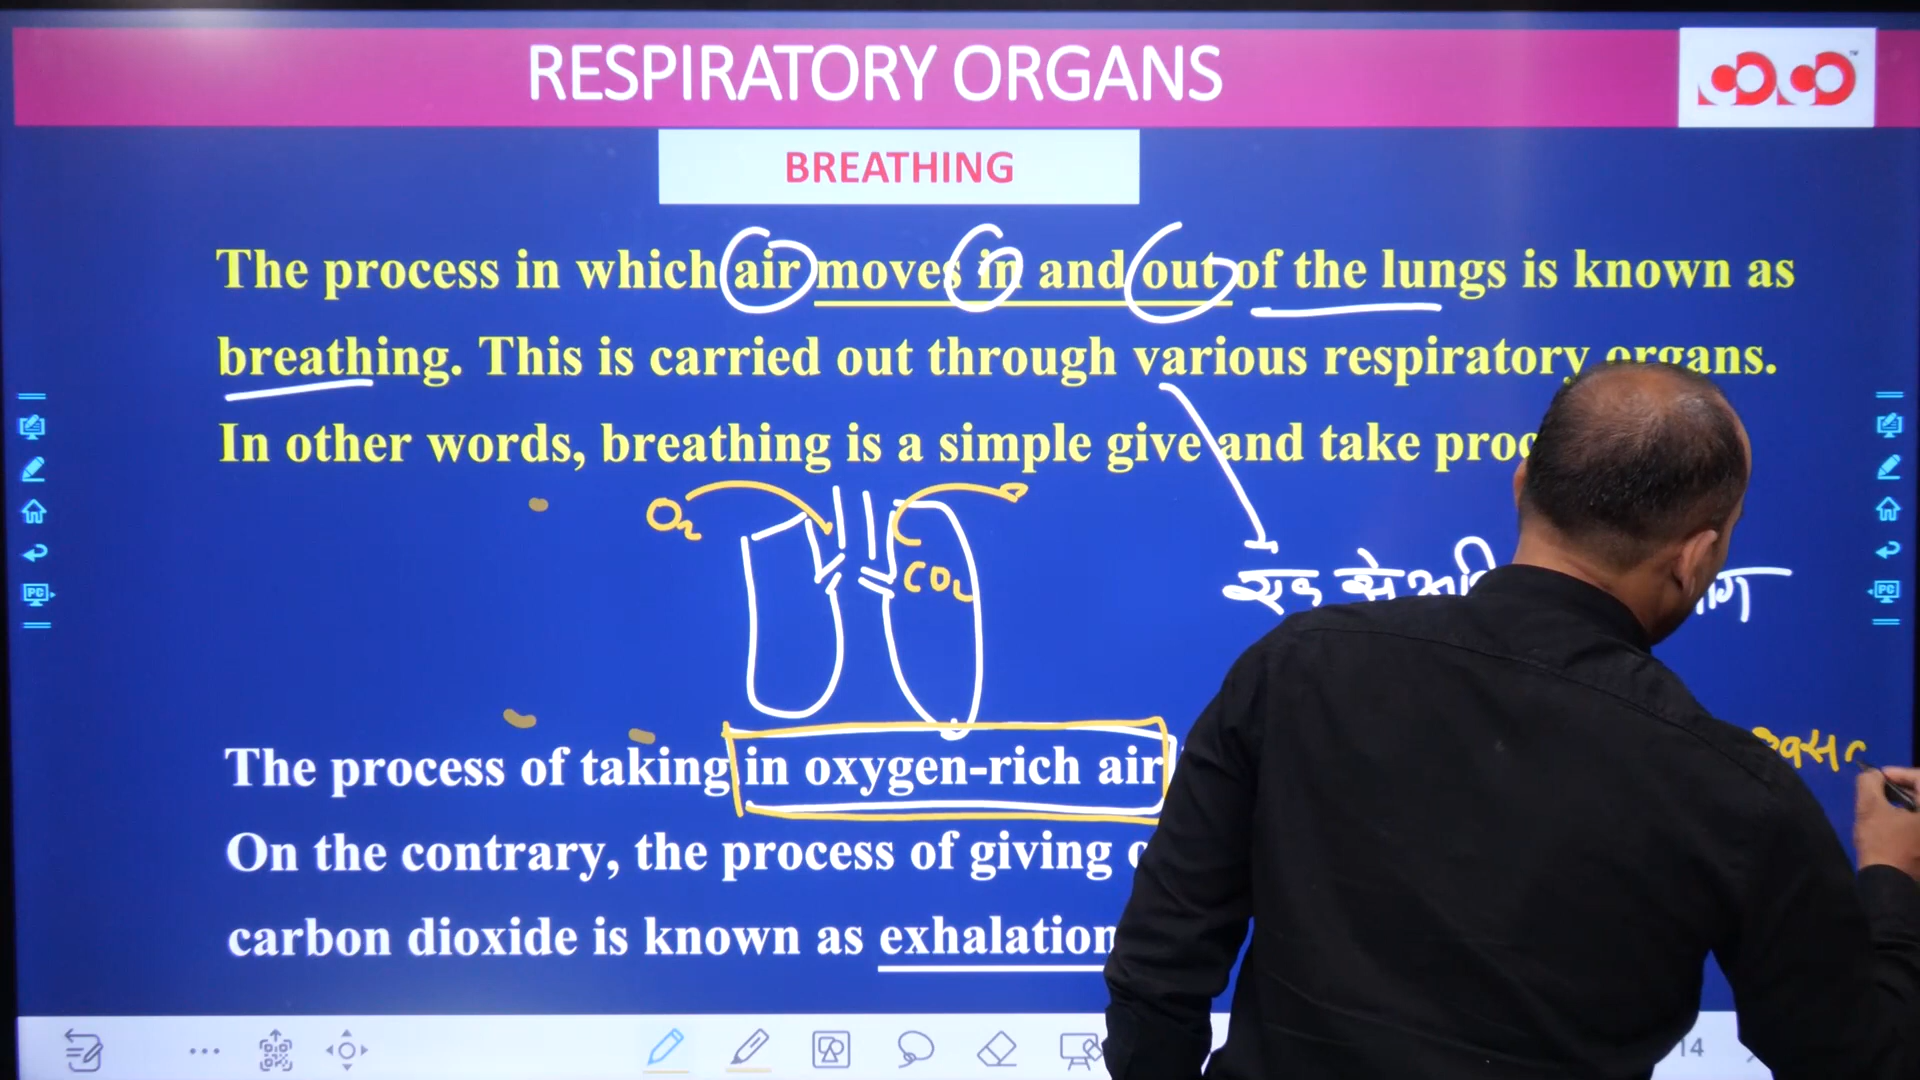 RESPIRATORY ORGANS
BREATHING
The process in which air moves in and out of the lungs is known as
breathing. This is carried out through various respiratory organs.
In other words, breathing is a simple give and take
O₂
CO₂
से
The process of taking in oxygen-rich air
On the contrary, the process of giving
carbon dioxide is known as exhalation
PC
PC
14